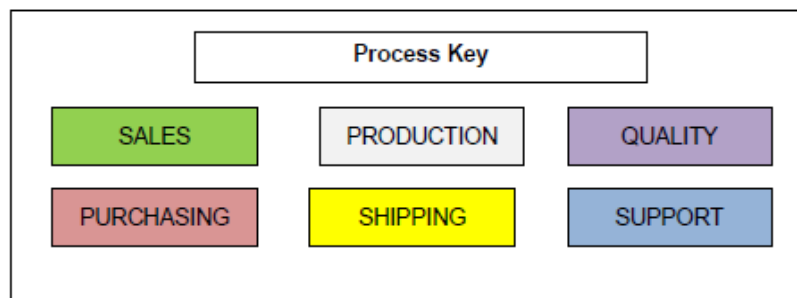 Process Key
SALES PRODUCTION QUALITY
PURCHASING SHIPPING SUPPORT